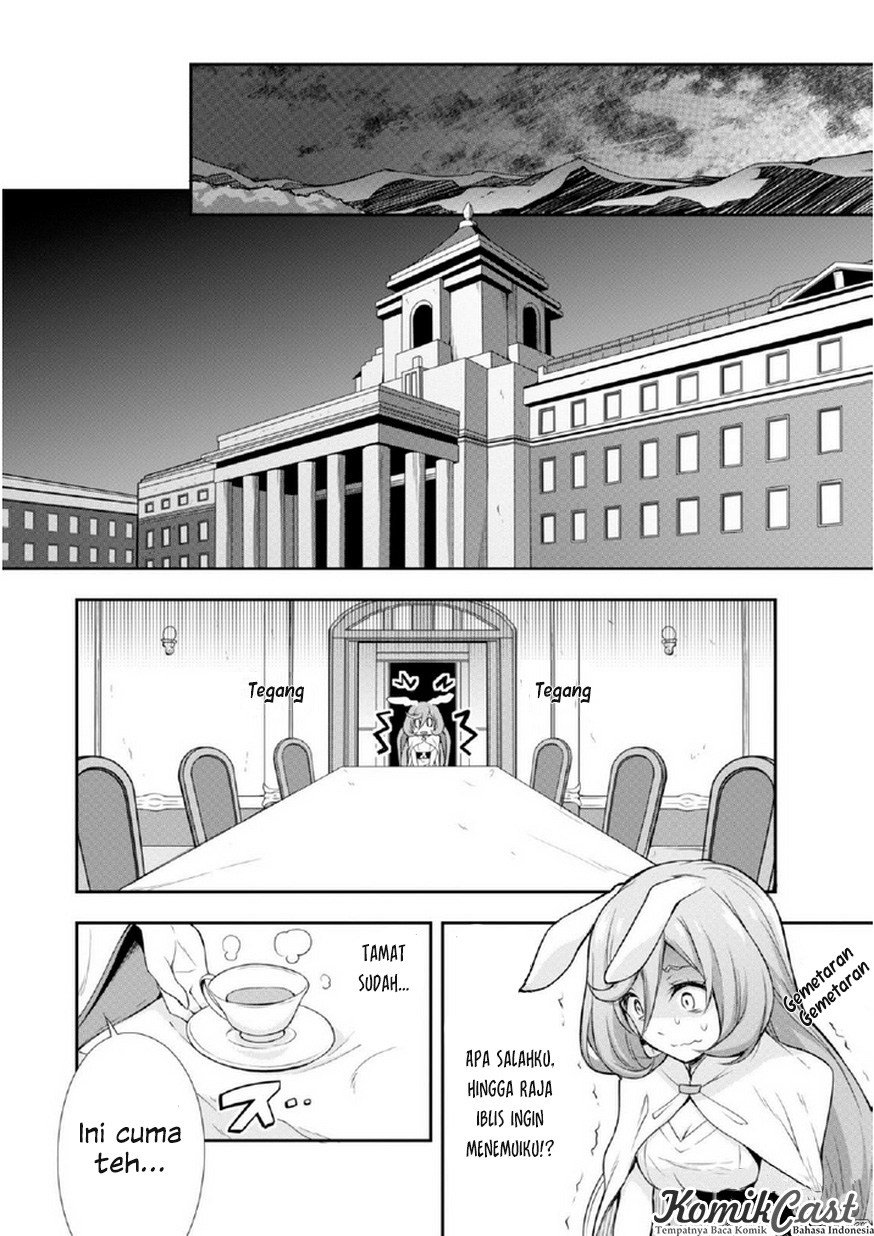 Tegang
Tegang
Gemetaran
Gemetaran
APA SALAHKU,
HINGGA RAJA
IBLIS INGIN
MENEMUIKU!?
TAMAT
SUDAH...
ズ..
Ini cuma
teh...
KomikCast
Tempatnya Baca Komik Bahasa Indonesia